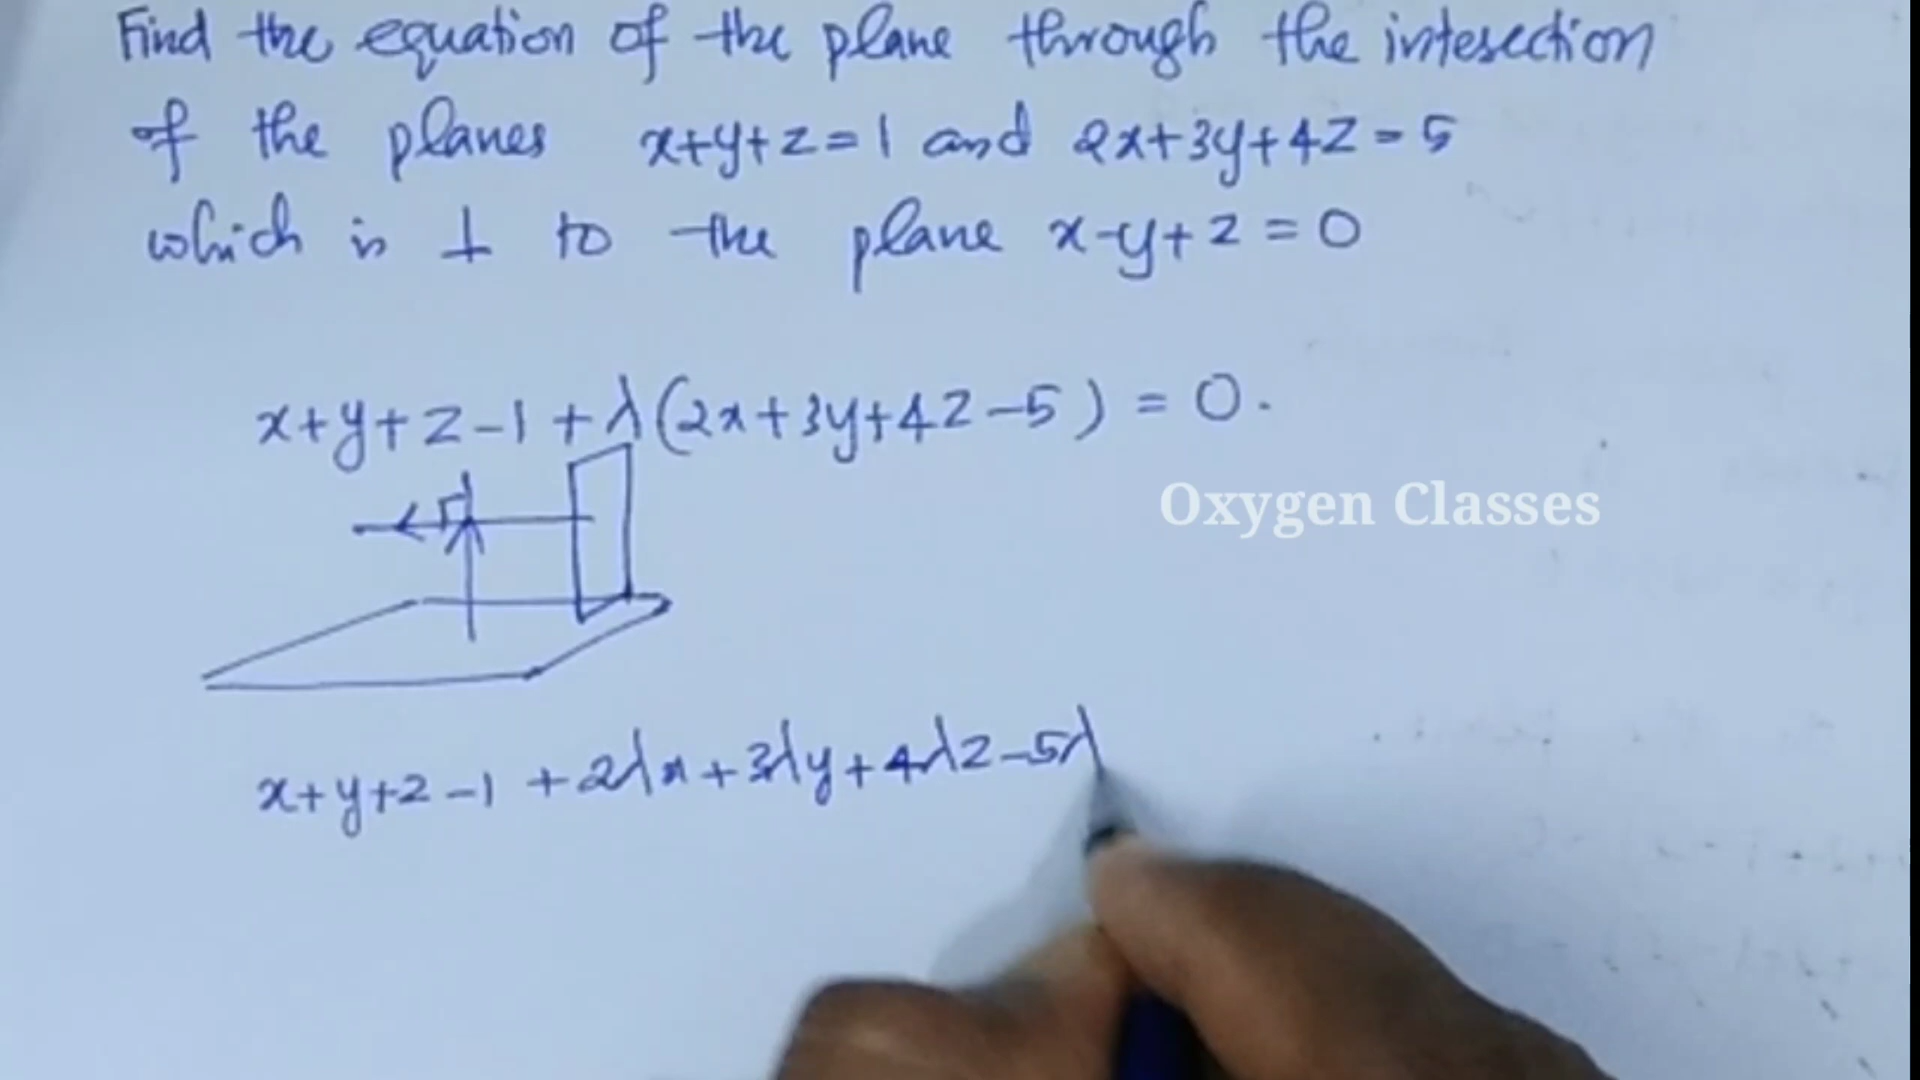 Find the equation of the plane through the intesection
of the planes x+y+z=1 and 2x+3y+4z=5
which is ⊥ to the plane x-y+z=0
x+y+z-1+λ(2x+3y+4z-5)=0.
Oxygen Classes
x+y+z-1+2λx+3λy+4λz-5λ